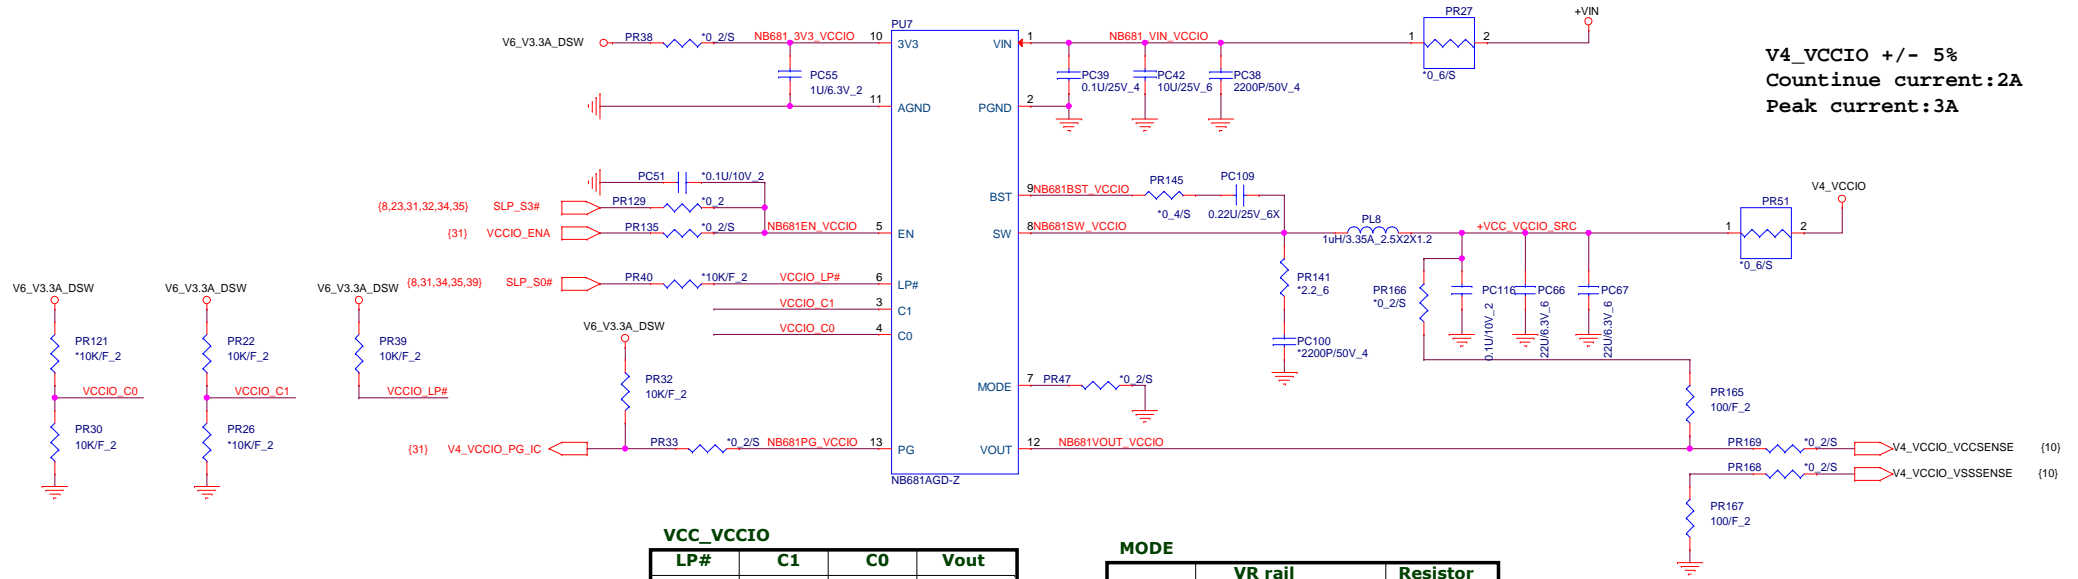 PU7
PR27
+VIN
V6_V3.3A_DSW
PR38
*0_2/S
NB681_3V3_VCCIO
10
3V3
VIN
1
NB681_VIN_VCCIO
1
2
*0_6/S
V4_VCCIO +/- 5%
Countinue current:2A
Peak current:3A
PC55
1U/6.3V_2
PC39
0.1U/25V_4
PC42
10U/25V_6
PC38
2200P/50V_4
11
AGND
PGND
2
PC51
*0.1U/10V_2
{8,23,31,32,34,35}
SLP_S3#
PR129
*0_2
{31}
VCCIO_ENA
PR135
*0_2/S
NB681EN_VCCIO
5
EN
BST
9
NB681BST_VCCIO
PR145
*0_4/S
PC109
0.22U/25V_6X
SW
8
NB681SW_VCCIO
PL8
1uH/3.35A_2.5X2X1.2
+VCC_VCCIO_SRC
V4_VCCIO
PR51
1
2
*0_6/S
{8,31,34,35,39}
SLP_S0#
PR40
*10K/F_2
VCCIO_LP#
6
LP#
VCCIO_C1
3
C1
VCCIO_C0
4
C0
PR141
*2.2_6
PC100
*2200P/50V_4
PR166
*0_2/S
PC116
0.1U/10V_2
PC66
22U/6.3V_6
PC67
22U/6.3V_6
V6_V3.3A_DSW
V6_V3.3A_DSW
V6_V3.3A_DSW
V6_V3.3A_DSW
PR121
*10K/F_2
PR22
10K/F_2
PR39
10K/F_2
PR32
10K/F_2
VCCIO_C0
VCCIO_C1
VCCIO_LP#
PR30
10K/F_2
PR26
*10K/F_2
MODE
7
PR47
*0_2/S
PR165
100/F_2
{31}
V4_VCCIO_PG_IC
PR33
*0_2/S
NB681PG_VCCIO
13
PG
VOUT
12
NB681VOUT_VCCIO
PR169
*0_2/S
V4_VCCIO_VCCSENSE
{10}
PR168
*0_2/S
V4_VCCIO_VSSSENSE
{10}
NB681AGD-Z
PR167
100/F_2
VCC_VCCIO
LP#
C1
C0
Vout
MODE
VR rail
Resistor